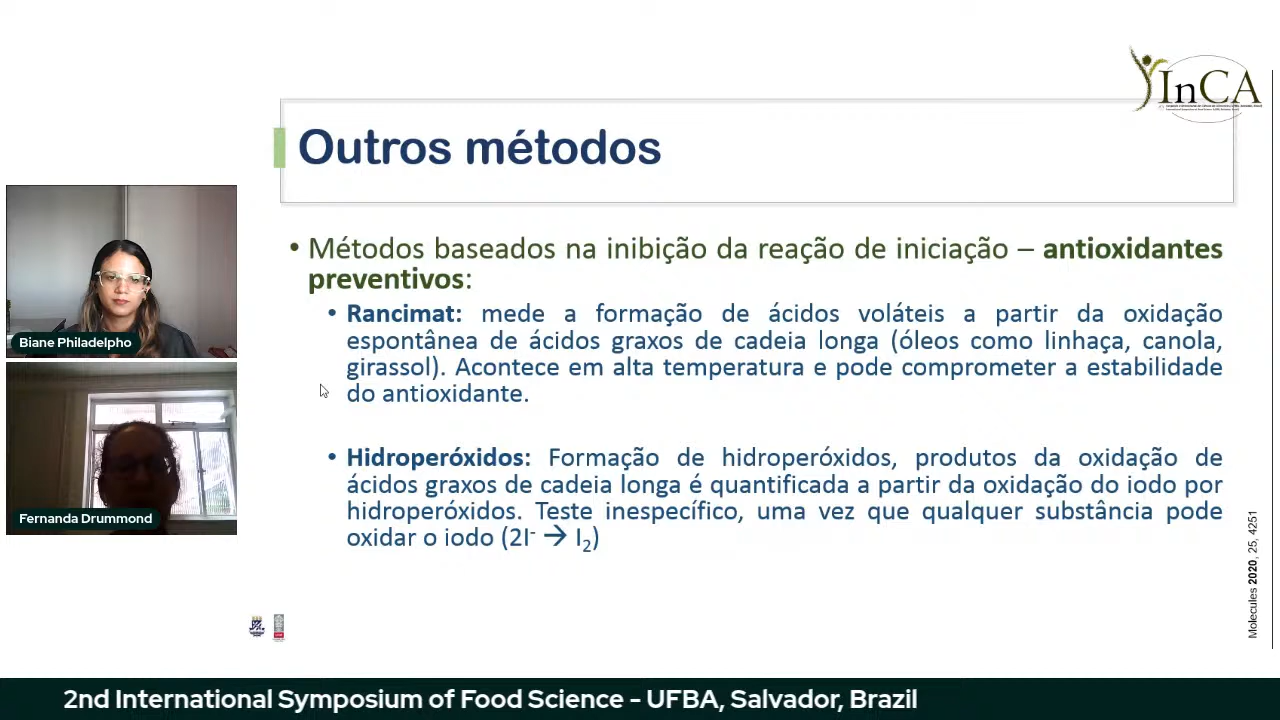 InCA
Outros métodos
• Métodos baseados na inibição da reação de iniciação – antioxidantes
preventivos:
• Rancimat: mede a formação de ácidos voláteis a partir da oxidação
espontânea de ácidos graxos de cadeia longa (óleos como linhaça, canola,
girassol). Acontece em alta temperatura e pode comprometer a estabilidade
do antioxidante.
• Hidroperóxidos: Formação de hidroperóxidos, produtos da oxidação de
ácidos graxos de cadeia longa é quantificada a partir da oxidação do iodo por
hidroperóxidos. Teste inespecífico, uma vez que qualquer substância pode
oxidar o iodo (2I⁻ → I₂)
Biane Philadelpho
Fernanda Drummond
Molecules 2020, 25, 4251
2nd International Symposium of Food Science - UFBA, Salvador, Brazil